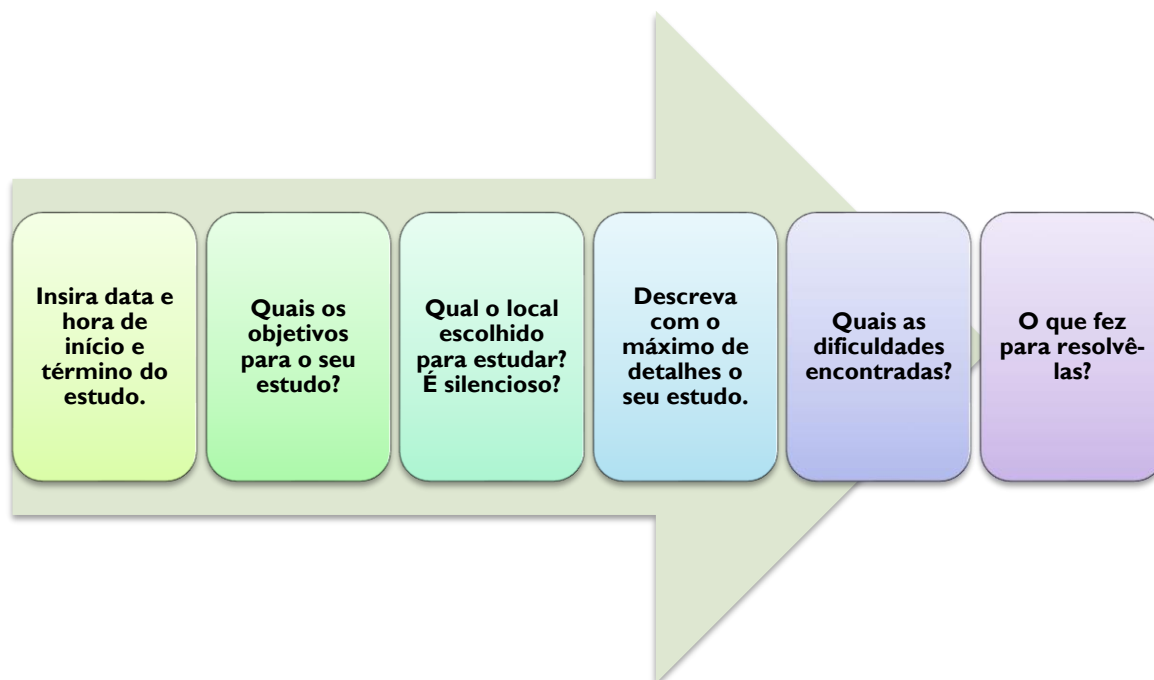 Insira data e
hora de
início e
término do
estudo.
Quais os
objetivos
para o seu
estudo?
Qual o local
escolhido
para estudar?
É silencioso?
Descreva
com o
máximo de
detalhes o
seu estudo.
Quais as
dificuldades
encontradas?
O que fez
para resolvê-
las?